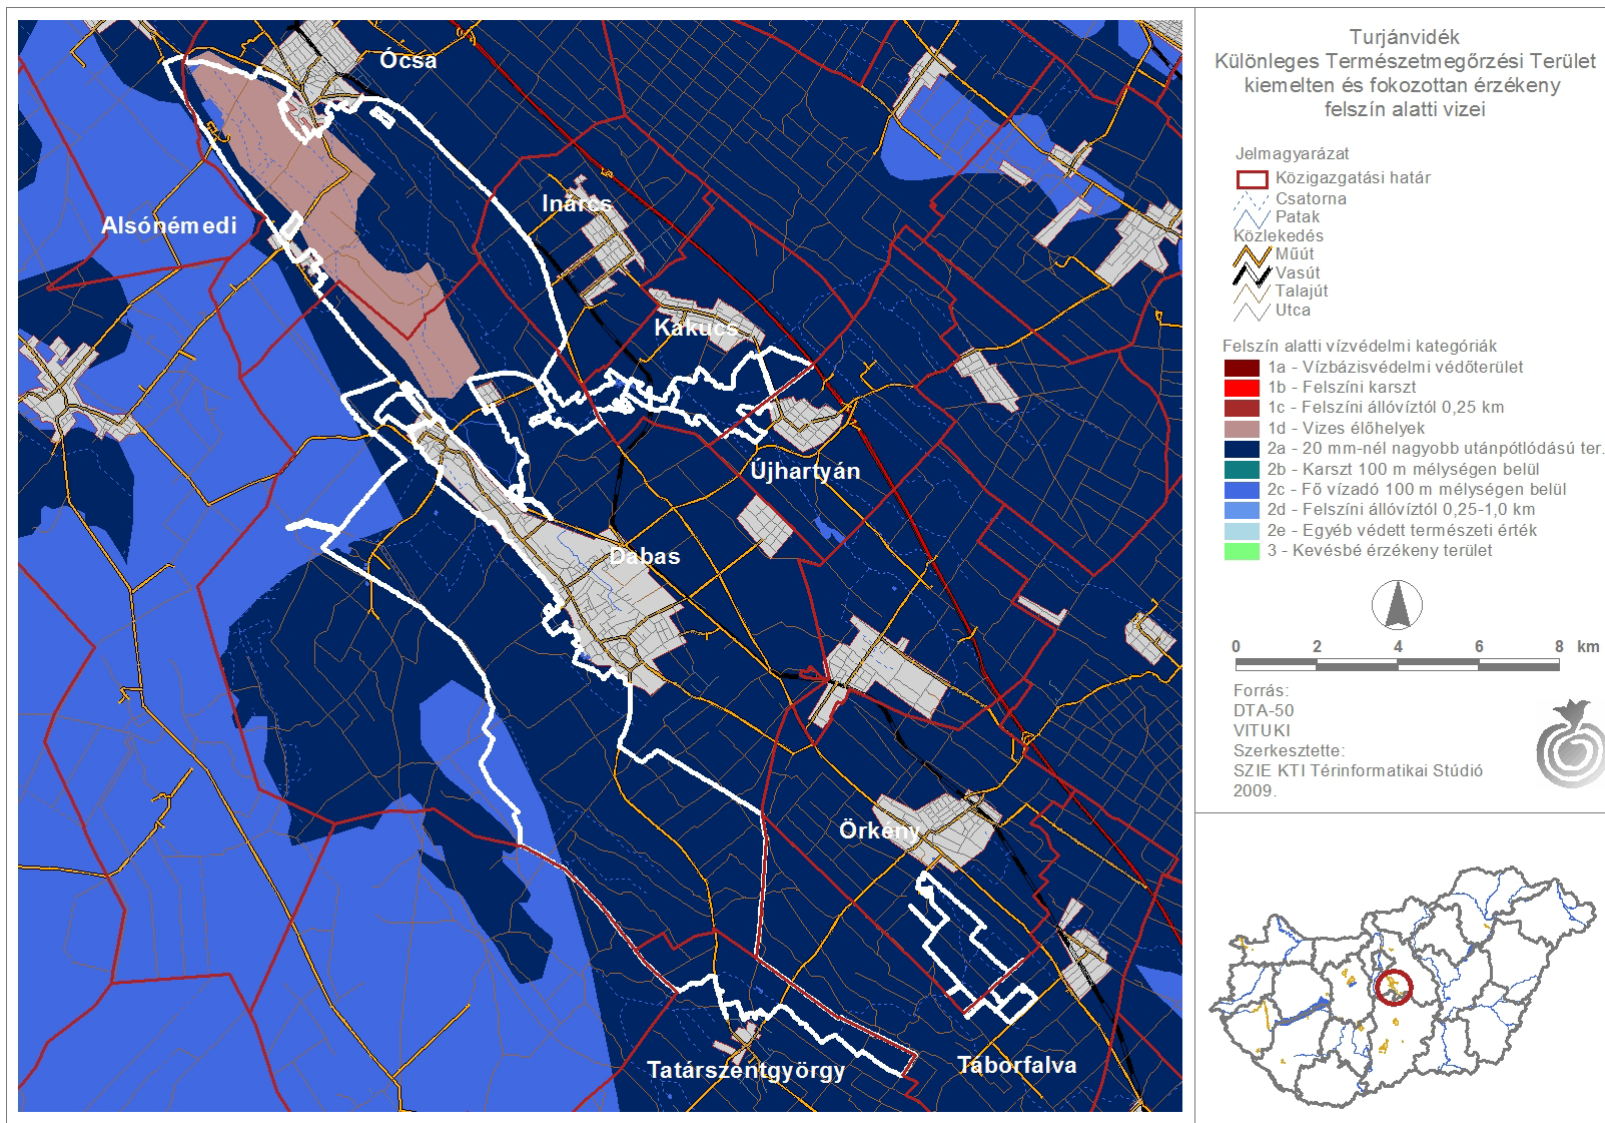 Turjánvidék
Különleges Természetmegőrzési Terület
kiemelten és fokozottan érzékeny
felszín alatti vizei
Jelmagyarázat
Közigazgatási határ
Csatorna
Patak
Közlekedés
Műút
Vasút
Talajút
Utca
Felszín alatti vízvédelmi kategóriák
1a - Vízbázisvédelmi védőterület
1b - Felszíni karszt
1c - Felszíni állóvíztól 0,25 km
1d - Vizes élőhelyek
2a - 20 mm-nél nagyobb utánpótlódású ter.
2b - Karszt 100 m mélységen belül
2c - Fő vízadó 100 m mélységen belül
2d - Felszíni állóvíztól 0,25-1,0 km
2e - Egyéb védett természeti érték
3 - Kevésbé érzékeny terület
0 2 4 6 8 km
Forrás:
DTA-50
VITUKI
Szerkesztette:
SZIE KTI Térinformatikai Stúdió
2009.
Ócsa
Alsónémedi
Inárcs
Kakucs
Újhartyán
Dabas
Örkény
Tatárszentgyörgy
Táborfalva